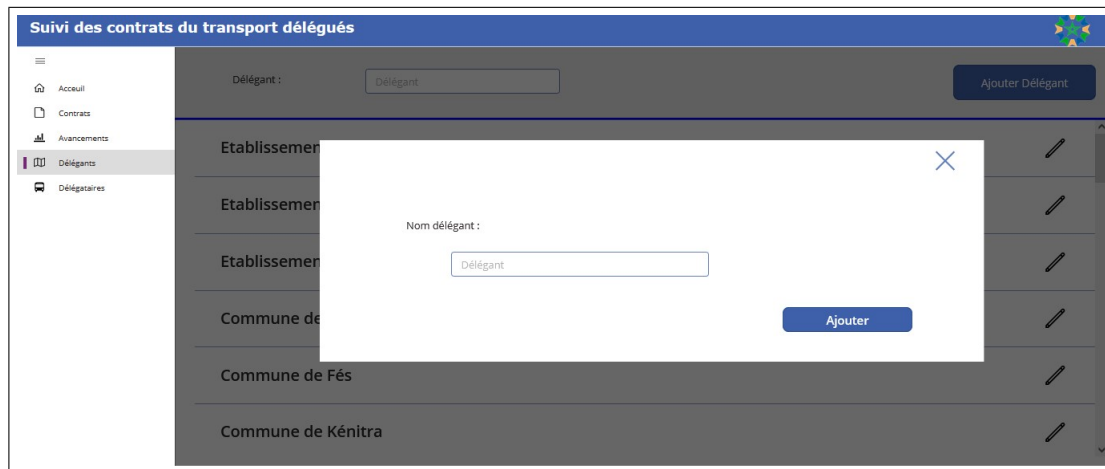 Suivi des contrats du transport délégués
Acceuil
Contrats
Avancements
Délégants
Délégataires
Délégant :
Délégant
Ajouter Délégant
Etablissemen
Etablissemen
Etablissemen
Commune de
Commune de Fés
Commune de Kénitra
Nom délégant :
Délégant
Ajouter